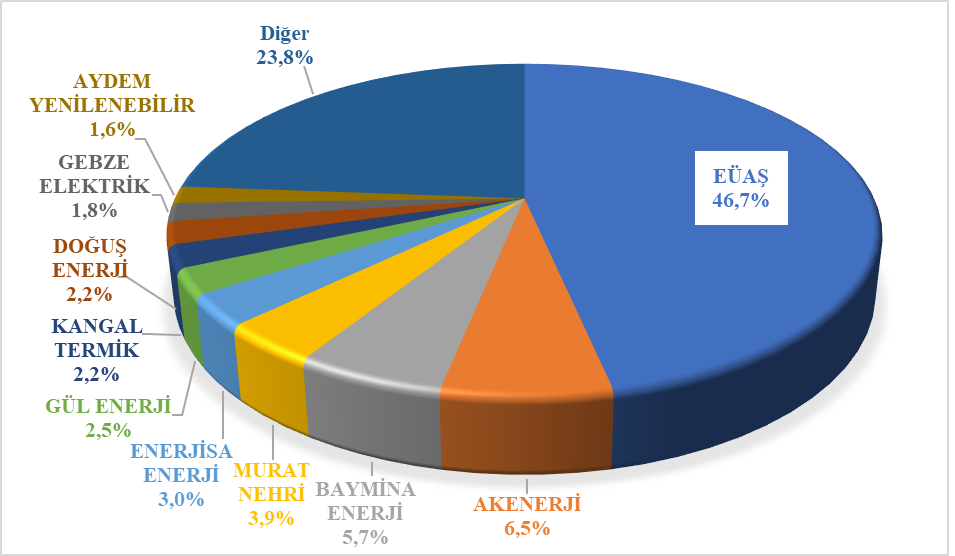 Diğer
23,8%
AYDEM
YENİLENEBİLİR
1,6%
GEBZE
ELEKTRİK
1,8%
DOĞUŞ
ENERJİ
2,2%
KANGAL
TERMİK
2,2%
GÜL ENERJİ
2,5%
ENERJİSA
ENERJİ
3,0%
MURAT
NEHRİ
3,9%
BAYMİNA
ENERJİ
5,7%
AKENERJİ
6,5%
EÜAŞ
46,7%